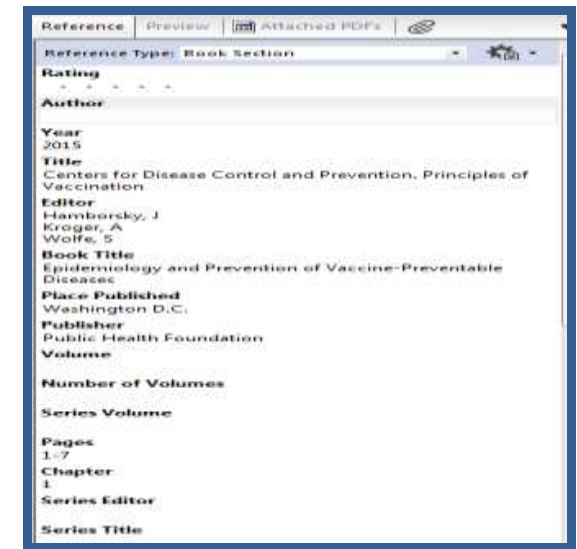 Reference Preview Attached PDFs
Reference Type: Book Section
Rating
Author
Year
2015
Title
Centers for Disease Control and Prevention. Principles of
Vaccination
Editor
Hamborsky, J
Kroger, A
Wolfe, S
Book Title
Epidemiology and Prevention of Vaccine-Preventable
Diseases
Place Published
Washington D.C.
Publisher
Public Health Foundation
Volume
Number of Volumes
Series Volume
Pages
1-7
Chapter
1
Series Editor
Series Title